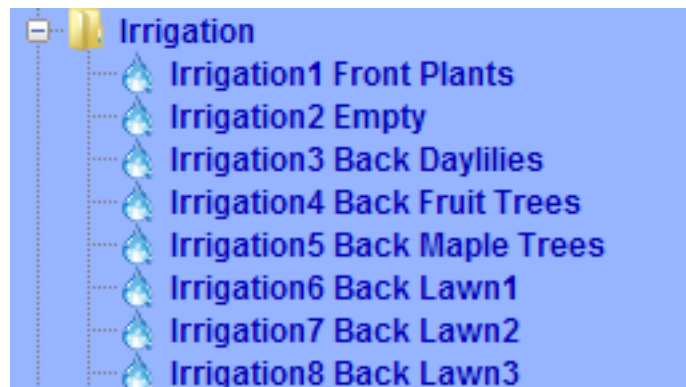 Irrigation
Irrigation1 Front Plants
Irrigation2 Empty
Irrigation3 Back Daylilies
Irrigation4 Back Fruit Trees
Irrigation5 Back Maple Trees
Irrigation6 Back Lawn1
Irrigation7 Back Lawn2
Irrigation8 Back Lawn3